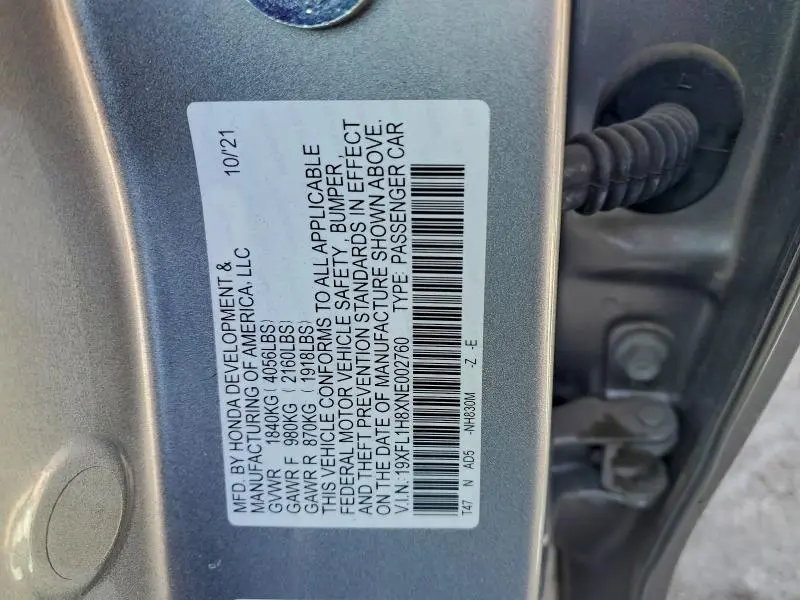 MFD. BY HONDA DEVELOPMENT & 10/'21
MANUFACTURING OF AMERICA, LLC
GVWR 1840KG ( 4056LBS)
GAWR F 980KG ( 2160LBS)
GAWR R 870KG ( 1918LBS)
THIS VEHICLE CONFORMS TO ALL APPLICABLE
FEDERAL MOTOR VEHICLE SAFETY , BUMPER ,
AND THEFT PREVENTION STANDARDS IN EFFECT
ON THE DATE OF MANUFACTURE SHOWN ABOVE.
V.I.N: 19XFL1H8XNE002760 TYPE: PASSENGER CAR
T47 N AD5 -NH830M -Z -E